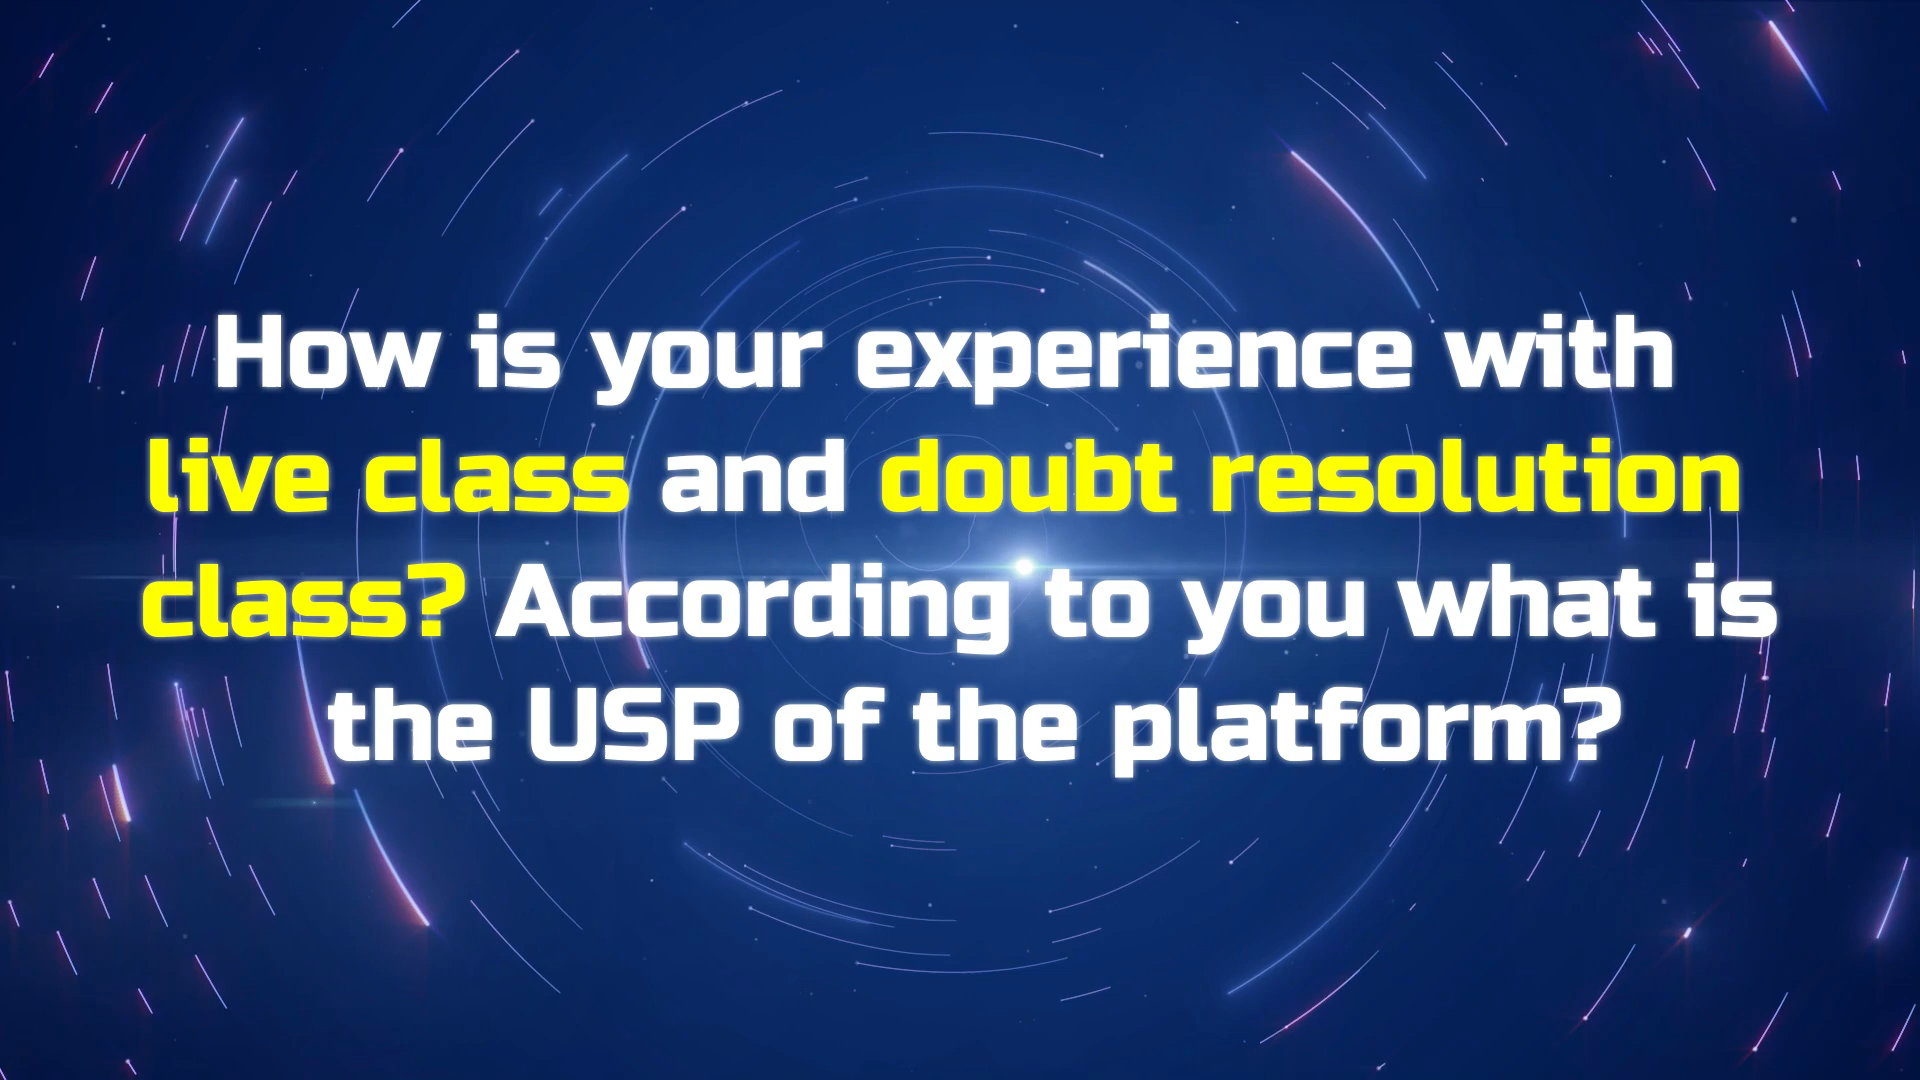 How is your experience with
live class and doubt resolution
class? According to you what is
the USP of the platform?